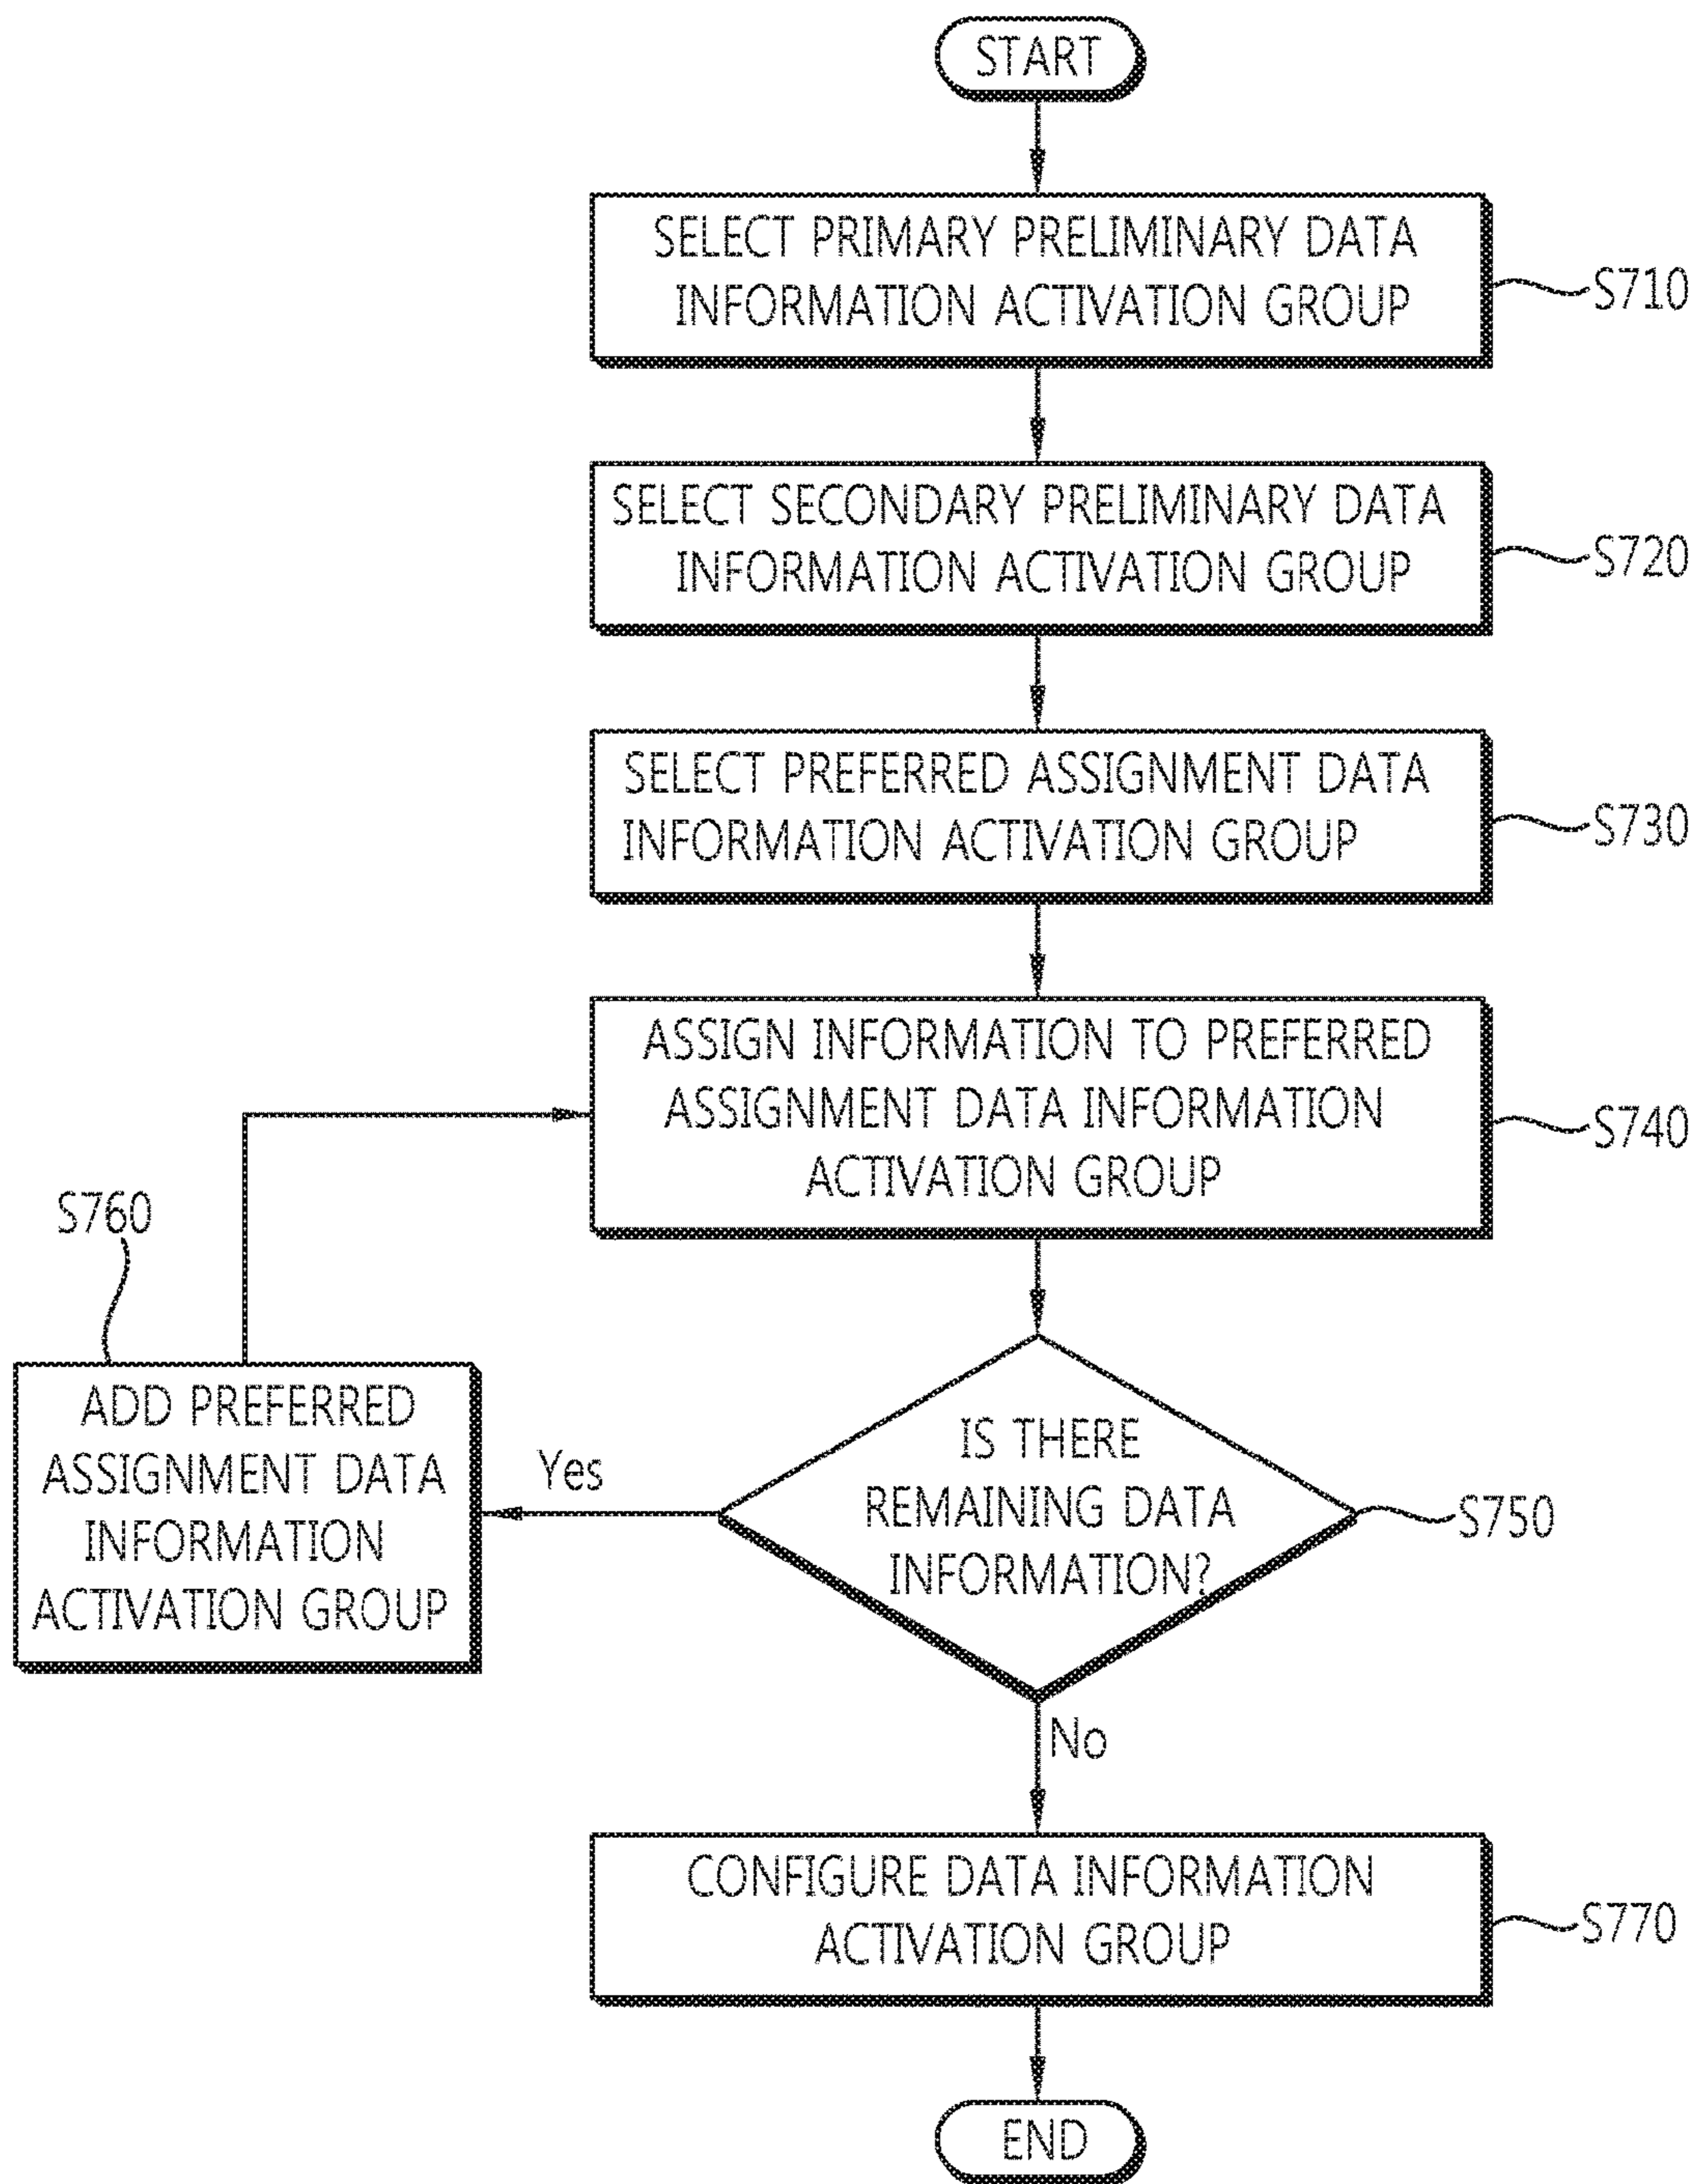 START
SELECT PRIMARY PRELIMINARY DATA
INFORMATION ACTIVATION GROUP
S710
SELECT SECONDARY PRELIMINARY DATA
INFORMATION ACTIVATION GROUP
S720
SELECT PREFERRED ASSIGNMENT DATA
INFORMATION ACTIVATION GROUP
S730
ASSIGN INFORMATION TO PREFERRED
ASSIGNMENT DATA INFORMATION
ACTIVATION GROUP
S740
S760
ADD PREFERRED
ASSIGNMENT DATA
INFORMATION
ACTIVATION GROUP
Yes
IS THERE
REMAINING DATA
INFORMATION?
S750
No
CONFIGURE DATA INFORMATION
ACTIVATION GROUP
S770
END